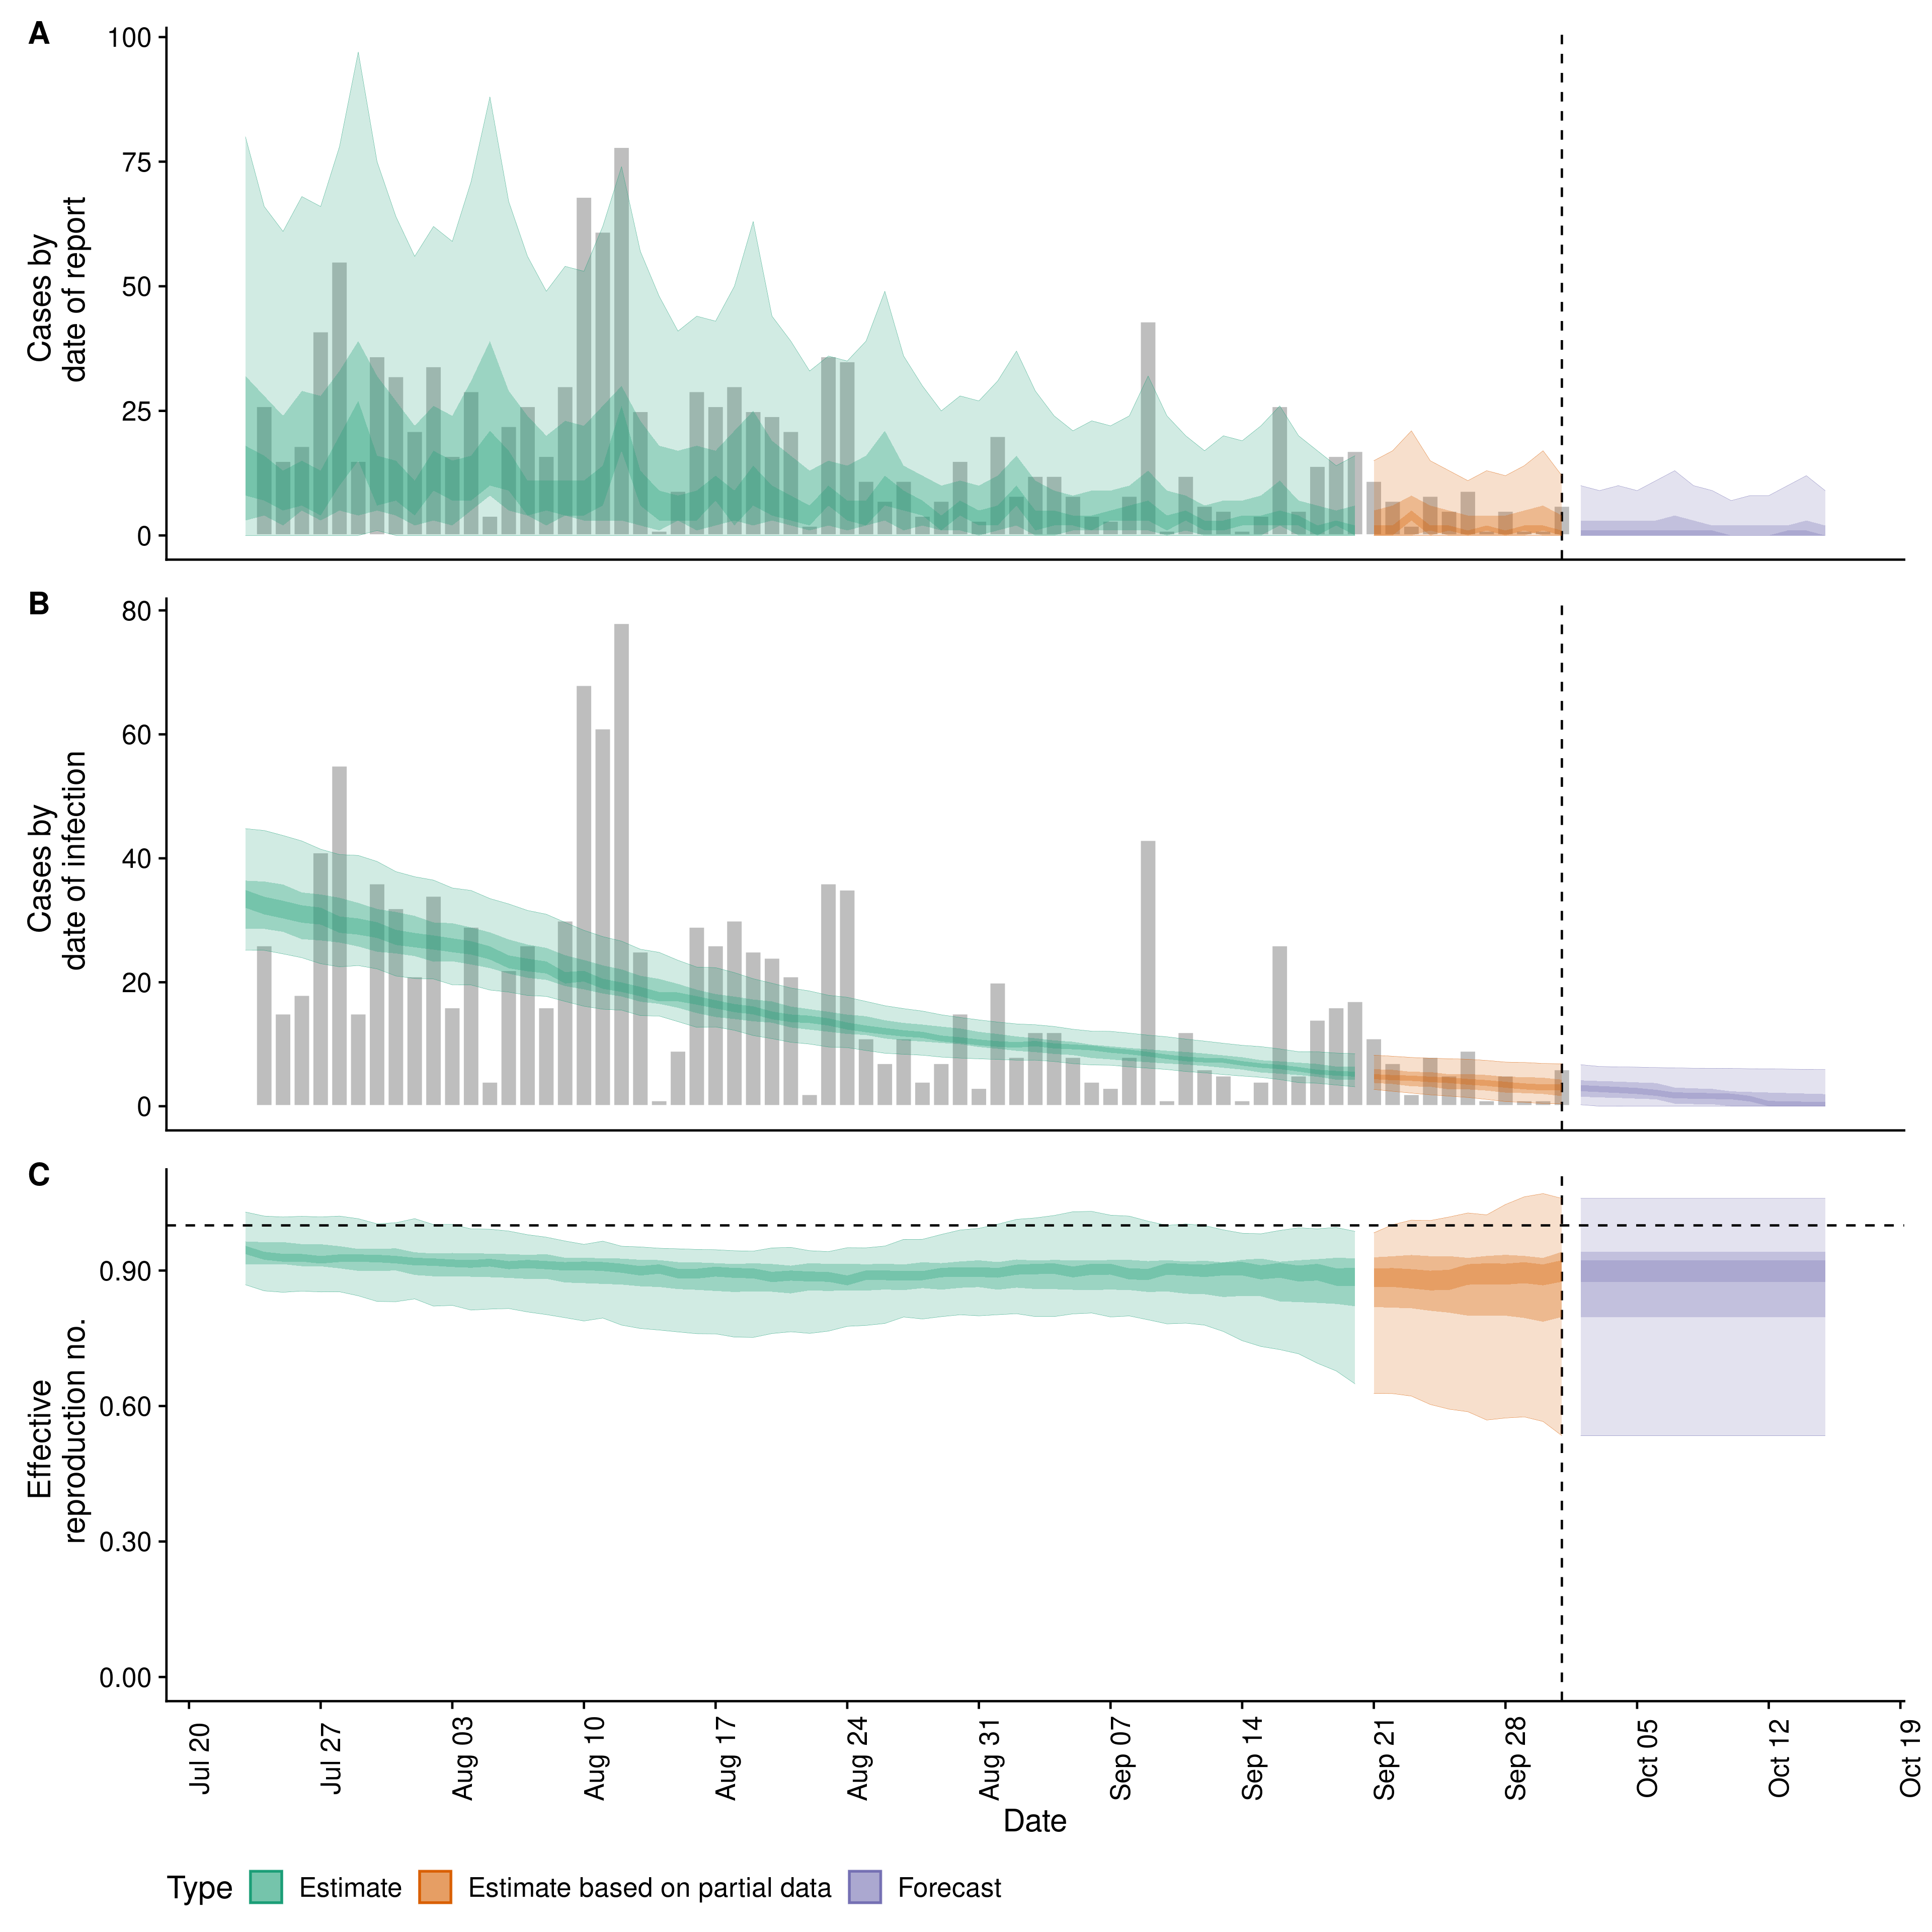 A
100
75
50
25
0
Cases by
date of report
B
80
60
40
20
0
Cases by
date of infection
C
0.90
0.60
0.30
0.00
Effective
reproduction no.
Jul 20
Jul 27
Aug 03
Aug 10
Aug 17
Aug 24
Aug 31
Sep 07
Sep 14
Sep 21
Sep 28
Oct 05
Oct 12
Oct 19
Date
Type Estimate Estimate based on partial data Forecast